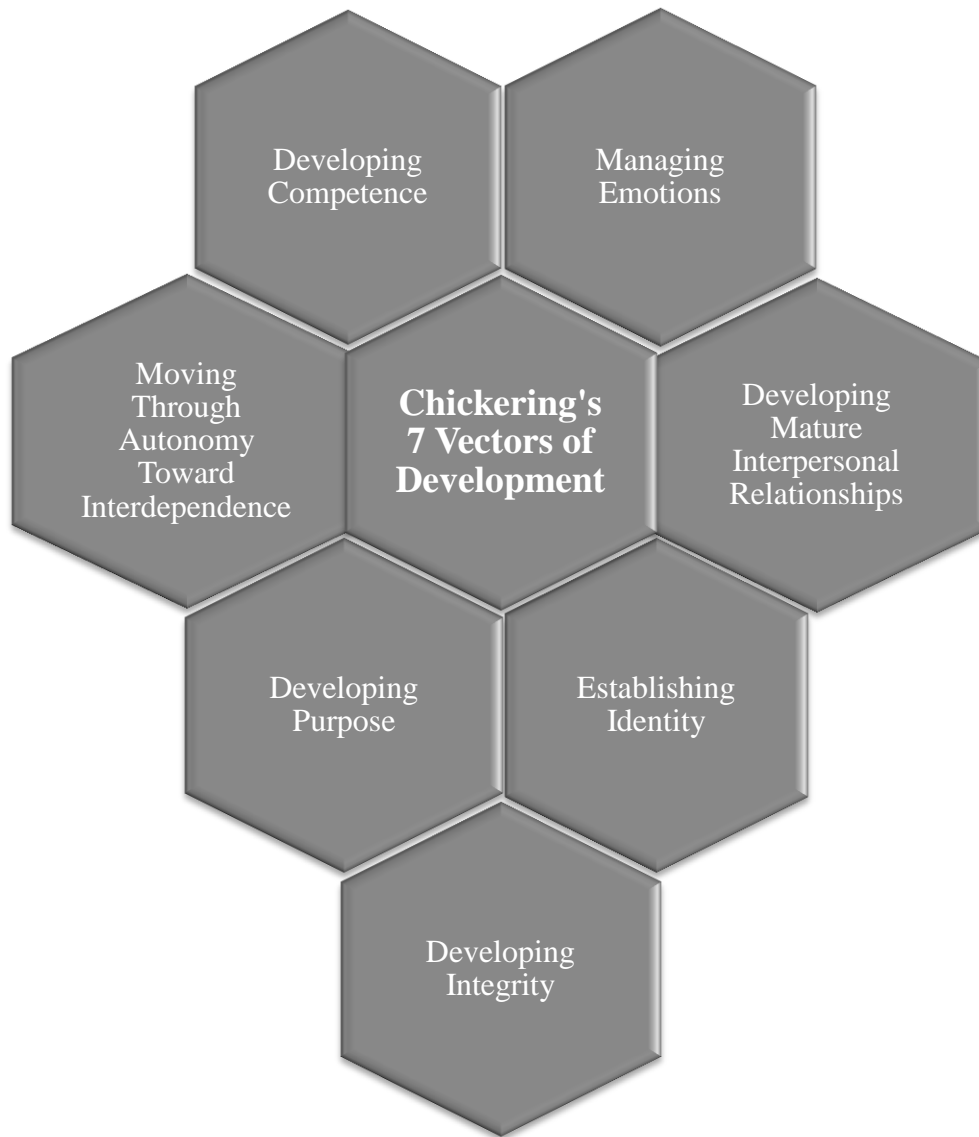 Developing
Competence
Managing
Emotions
Moving
Through
Autonomy
Toward
Interdependence
Chickering's
7 Vectors of
Development
Developing
Mature
Interpersonal
Relationships
Developing
Purpose
Establishing
Identity
Developing
Integrity